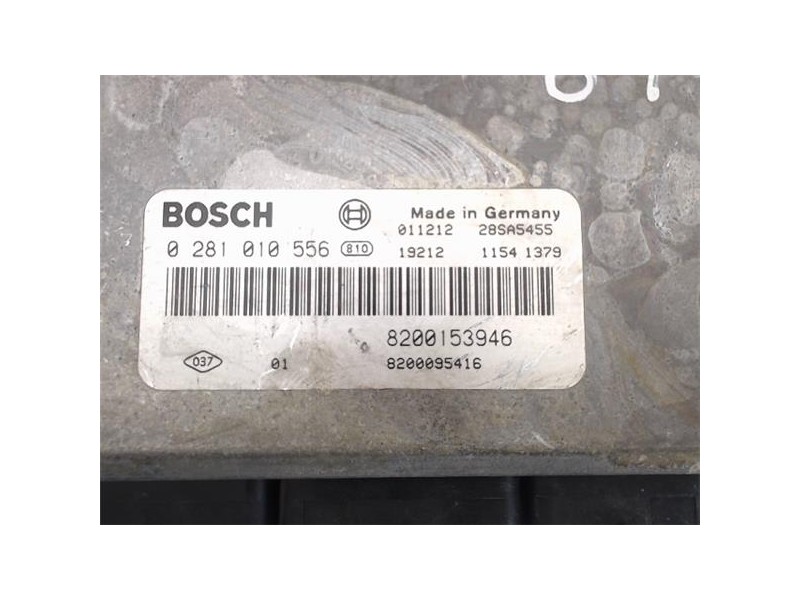 BOSCH
Made in Germany
011212 28SA5455
0 281 010 556 810
19212 1154 1379
8200153946
037 01 8200095416